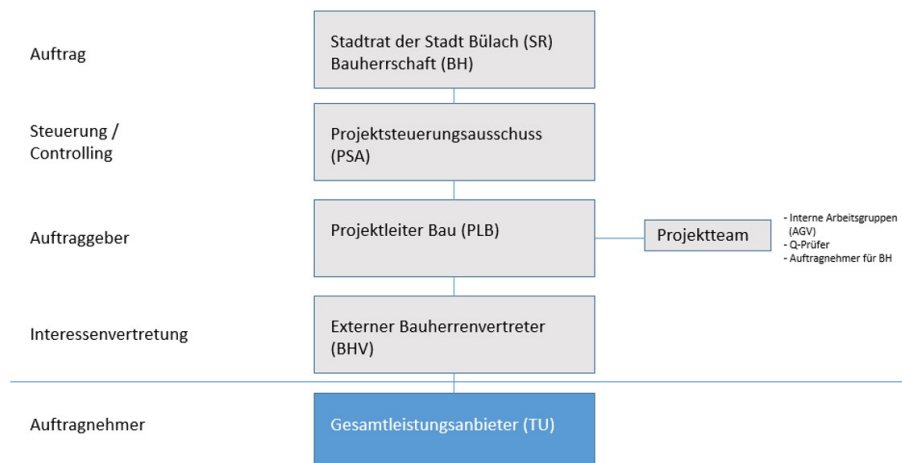 Auftrag
Stadtrat der Stadt Bülach (SR)
Bauherrschaft (BH)
Steuerung /
Controlling
Projektsteuerungsausschuss
(PSA)
Auftraggeber
Projektleiter Bau (PLB)
Projektteam
- Interne Arbeitsgruppen
(AGV)
- Q-Prüfer
- Auftragnehmer für BH
Interessenvertretung
Externer Bauherrenvertreter
(BHV)
Auftragnehmer
Gesamtleistungsanbieter (TU)